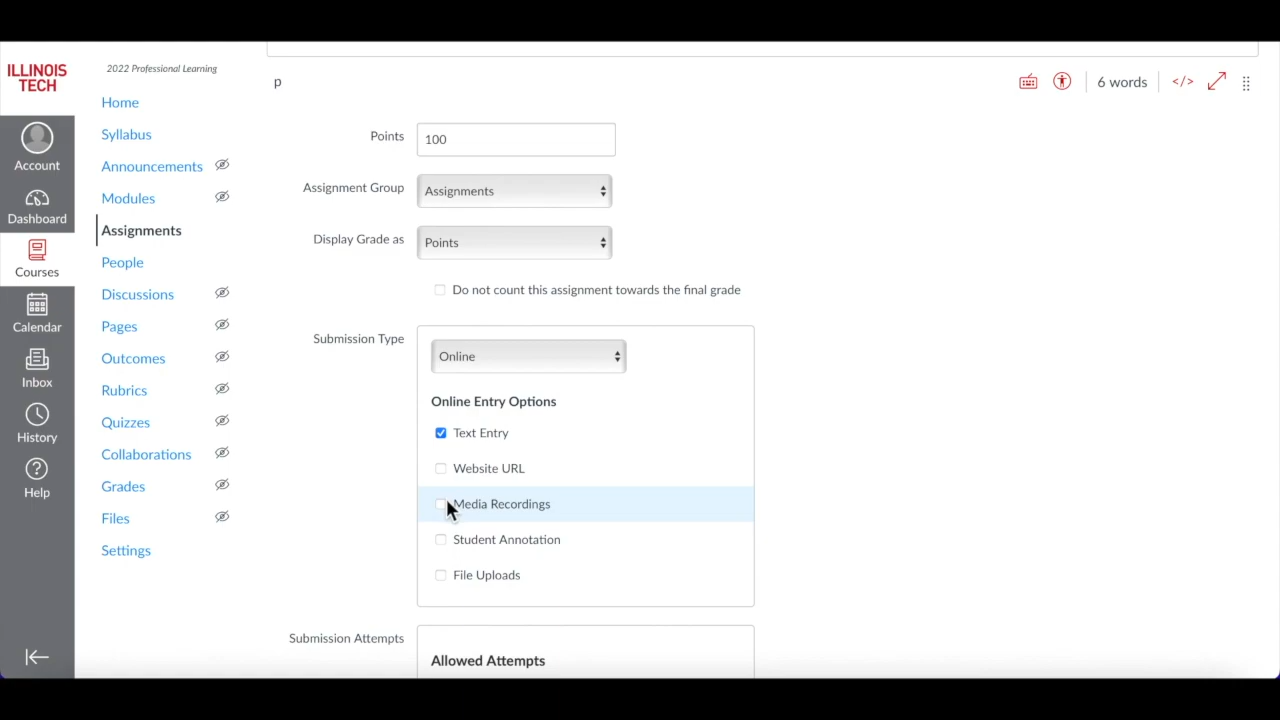 ILLINOIS TECH
Account
Dashboard
Courses
Calendar
Inbox
History
Help
2022 Professional Learning
Home
Syllabus
Announcements
Modules
Assignments
People
Discussions
Pages
Outcomes
Rubrics
Quizzes
Collaborations
Grades
Files
Settings
p
6 words
</>
Points
100
Assignment Group
Assignments
Display Grade as
Points
Do not count this assignment towards the final grade
Submission Type
Online
Online Entry Options
Text Entry
Website URL
Media Recordings
Student Annotation
File Uploads
Submission Attempts
Allowed Attempts